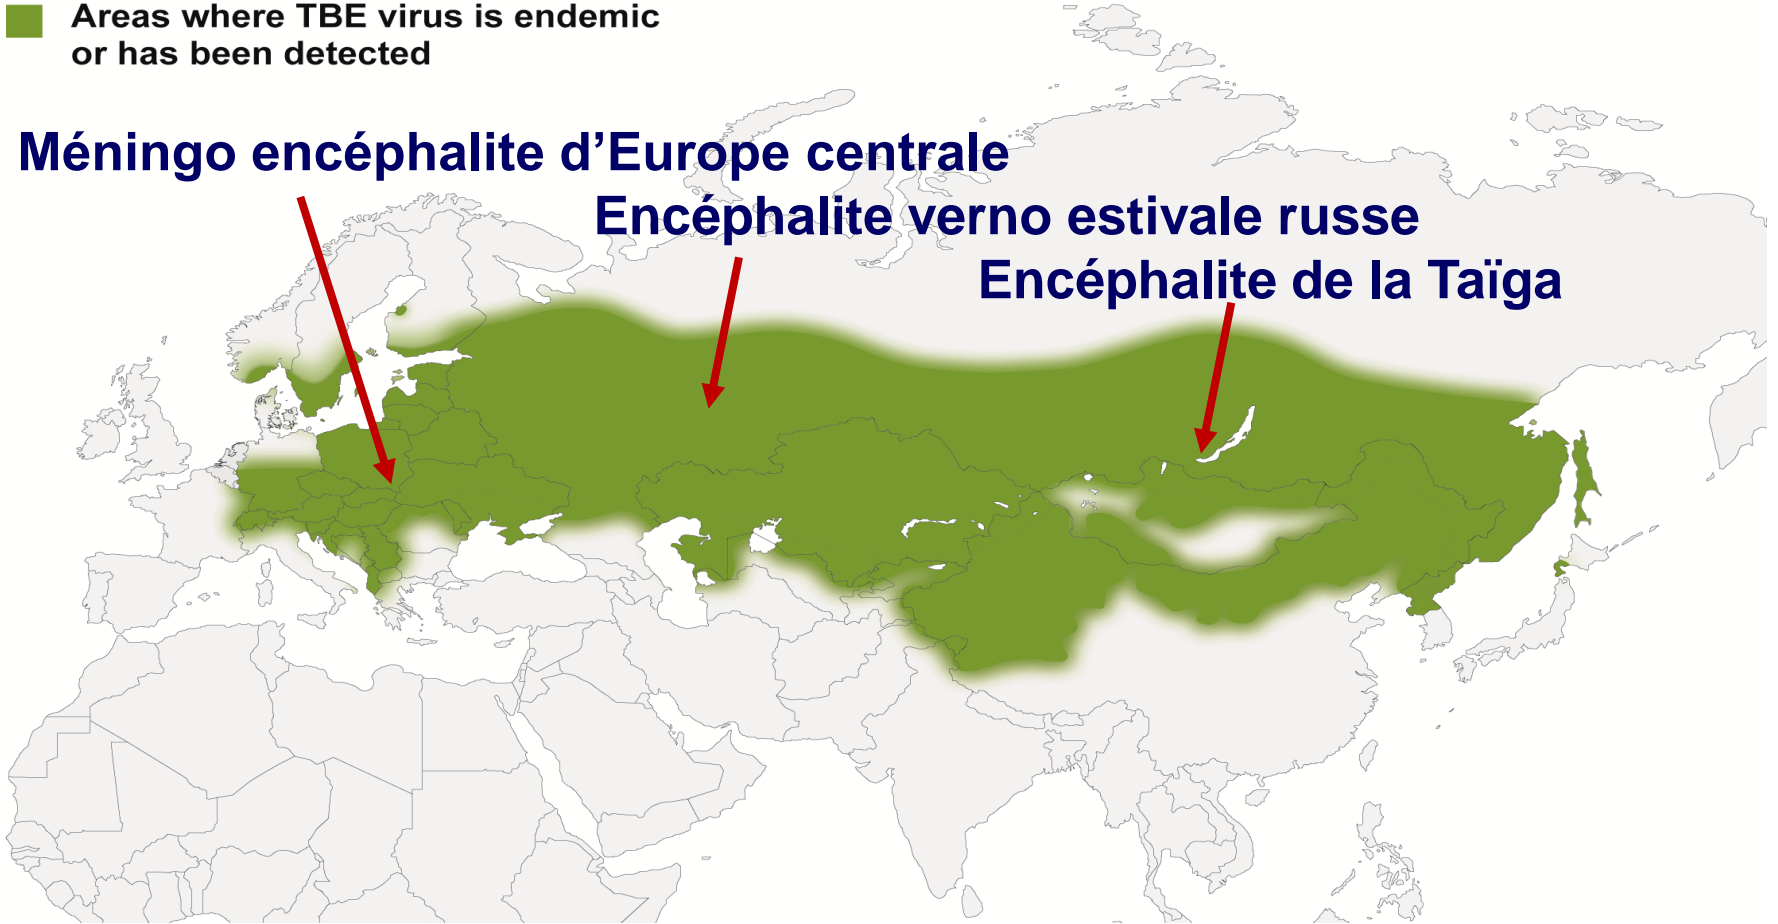 Areas where TBE virus is endemic
or has been detected
Méningo encéphalite d’Europe centrale
Encéphalite verno estivale russe
Encéphalite de la Taïga